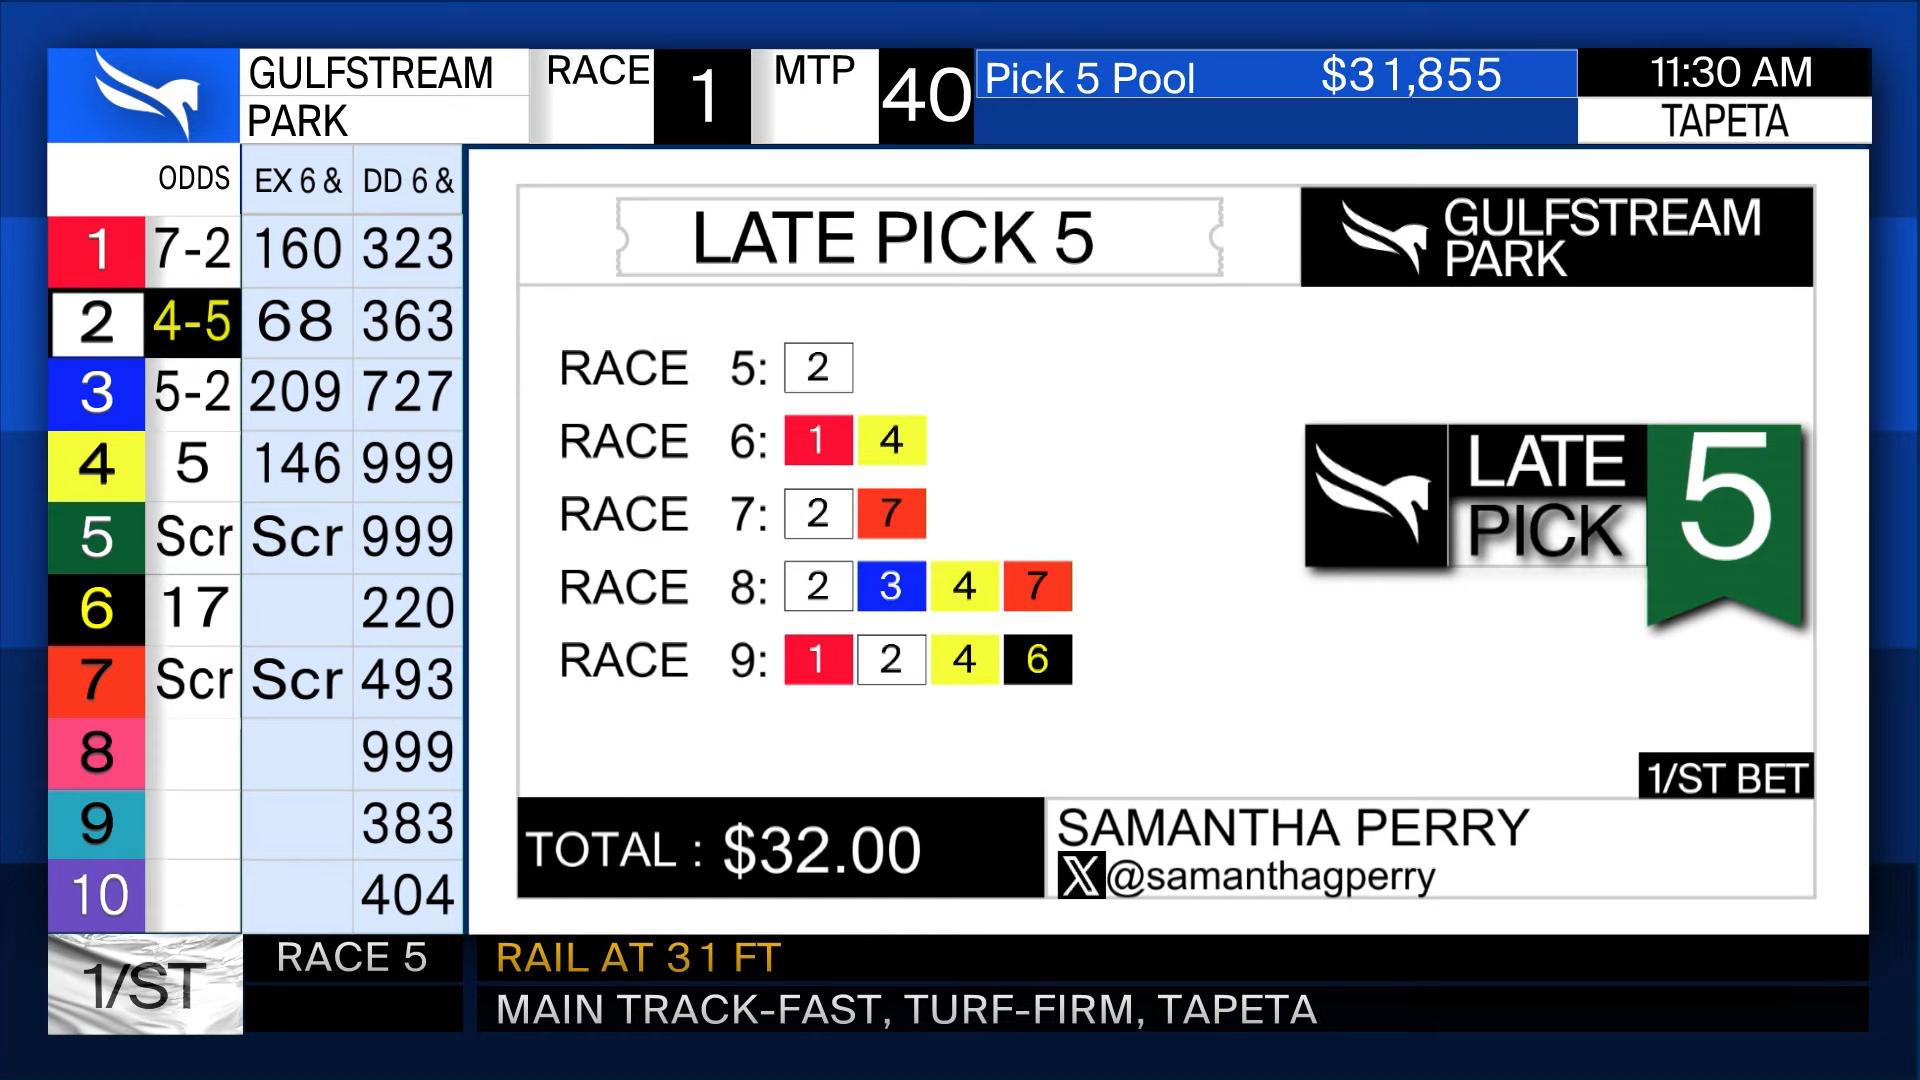 GULFSTREAM
PARK
RACE 1 MTP 40
Pick 5 Pool $31,855
11:30 AM
TAPETA
ODDS EX 6 & DD 6 &
1 7-2 160 323
2 4-5 68 363
3 5-2 209 727
4 5 146 999
5 Scr Scr 999
6 17 220
7 Scr Scr 493
8 999
9 383
10 404
LATE PICK 5
GULFSTREAM
PARK
RACE 5: 2
RACE 6: 1 4
RACE 7: 2 7
RACE 8: 2 3 4 7
RACE 9: 1 2 4 6
LATE
PICK
5
1/ST BET
TOTAL : $32.00
SAMANTHA PERRY
X @samanthagperry
1/ST
RACE 5
RAIL AT 31 FT
MAIN TRACK-FAST, TURF-FIRM, TAPETA